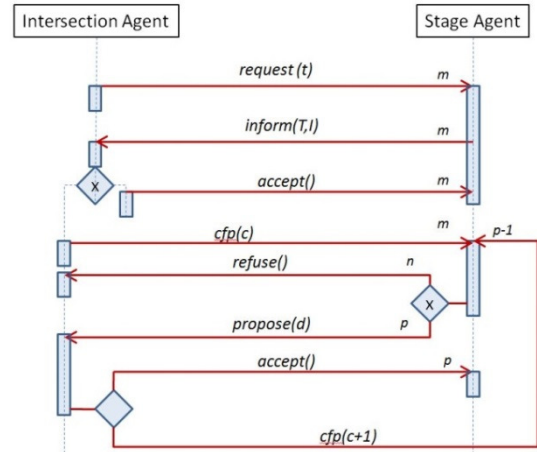 Intersection Agent
Stage Agent
request (t)
m
inform(T,I)
m
X
accept()
m
cfp(c)
m
p-1
refuse()
n
X
propose(d)
p
accept()
p
cfp(c+1)